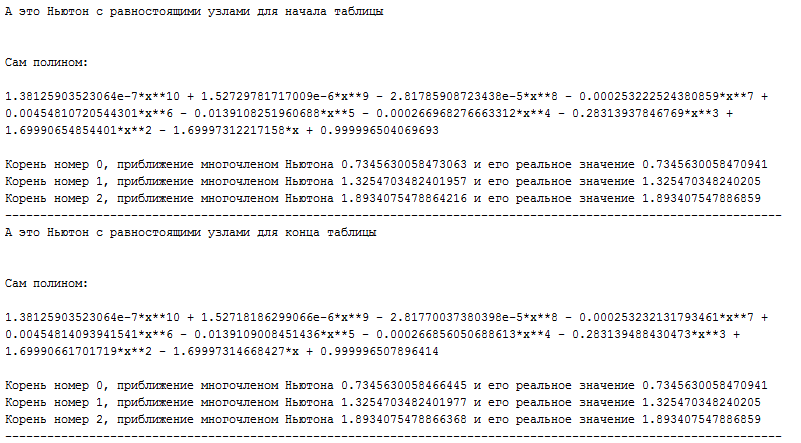 А это Ньютон с равностоящими узлами для начала таблицы
Сам полином:
1.38125903523064e-7*x**10 + 1.52729781717009e-6*x**9 - 2.81785908723438e-5*x**8 - 0.000253222524380859*x**7 +
0.00454810720544301*x**6 - 0.0139108251960688*x**5 - 0.000266968276663312*x**4 - 0.28313937846769*x**3 +
1.69990654854401*x**2 - 1.69997312217158*x + 0.999996504069693
Корень номер 0, приближение многочленом Ньютона 0.7345630058473063 и его реальное значение 0.7345630058470941
Корень номер 1, приближение многочленом Ньютона 1.3254703482401957 и его реальное значение 1.325470348240205
Корень номер 2, приближение многочленом Ньютона 1.8934075478864216 и его реальное значение 1.893407547886859
----------------------------------------------------------------------------------------------------------------
А это Ньютон с равностоящими узлами для конца таблицы
Сам полином:
1.38125903523064e-7*x**10 + 1.52718186299066e-6*x**9 - 2.81770037380398e-5*x**8 - 0.000253232131793461*x**7 +
0.00454814093941541*x**6 - 0.0139109008451436*x**5 - 0.000266856050688613*x**4 - 0.283139488430473*x**3 +
1.69990661701719*x**2 - 1.69997314668427*x + 0.999996507896414
Корень номер 0, приближение многочленом Ньютона 0.7345630058466445 и его реальное значение 0.7345630058470941
Корень номер 1, приближение многочленом Ньютона 1.3254703482401977 и его реальное значение 1.325470348240205
Корень номер 2, приближение многочленом Ньютона 1.8934075478866368 и его реальное значение 1.893407547886859
----------------------------------------------------------------------------------------------------------------